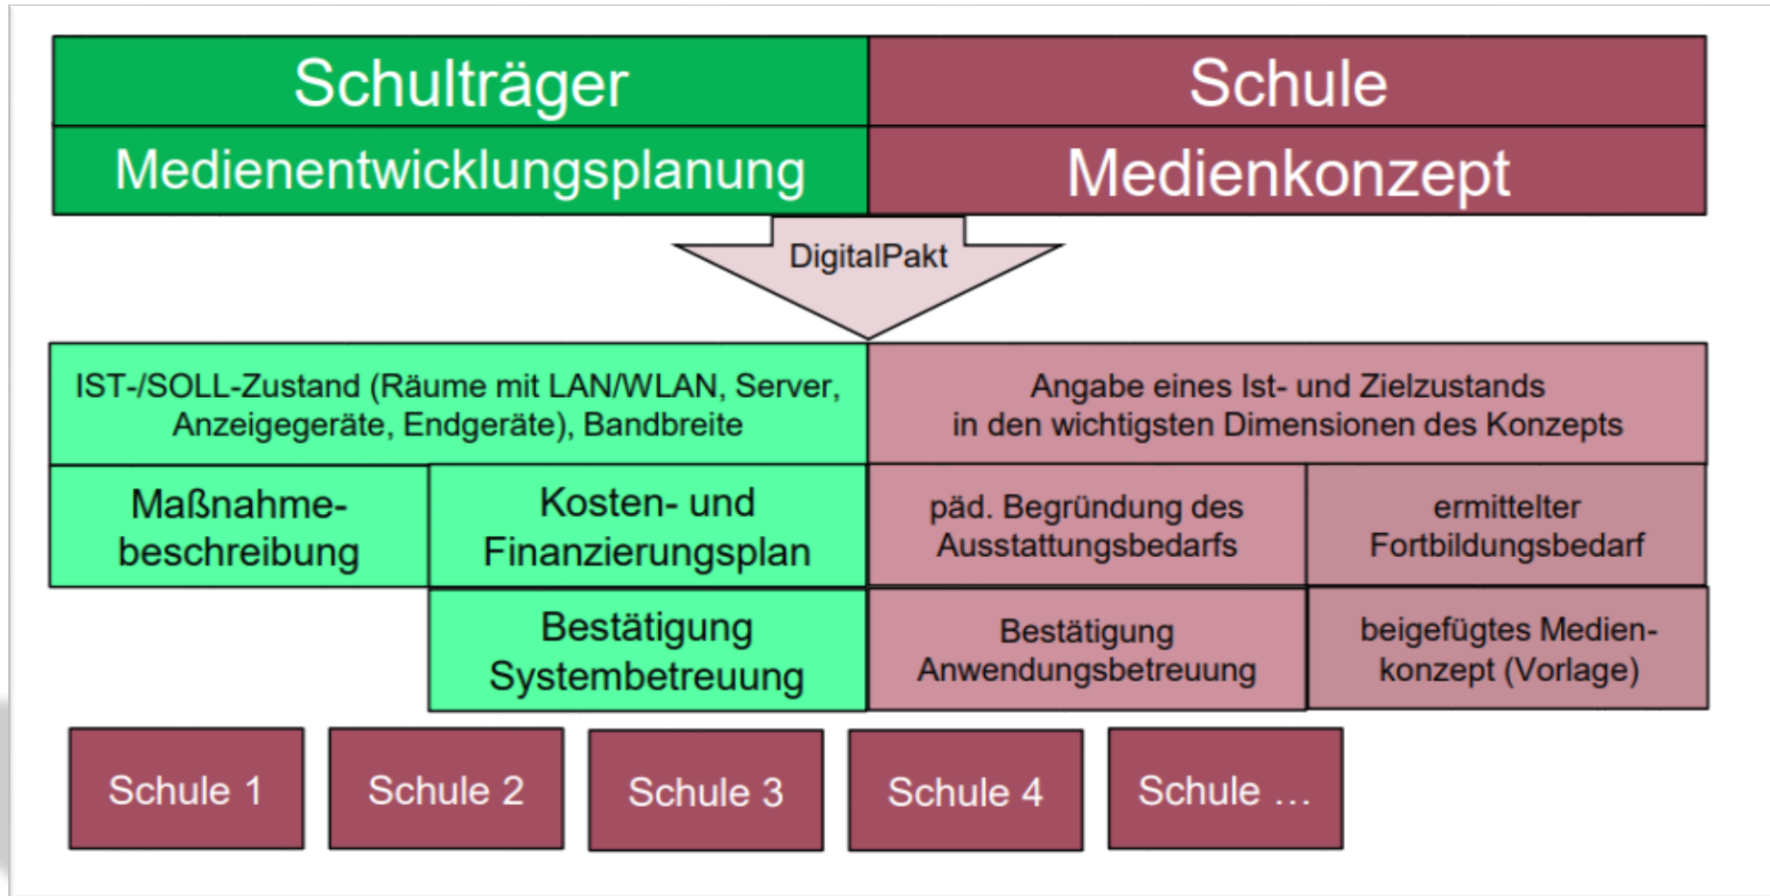 Schulträger
Schule
Medienentwicklungsplanung
Medienkonzept
DigitalPakt
IST-/SOLL-Zustand (Räume mit LAN/WLAN, Server,
Anzeigegeräte, Endgeräte), Bandbreite
Angabe eines Ist- und Zielzustands
in den wichtigsten Dimensionen des Konzepts
Maßnahme-
beschreibung
Kosten- und
Finanzierungsplan
päd. Begründung des
Ausstattungsbedarfs
ermittelter
Fortbildungsbedarf
Bestätigung
Systembetreuung
Bestätigung
Anwendungsbetreuung
beigefügtes Medien-
konzept (Vorlage)
Schule 1
Schule 2
Schule 3
Schule 4
Schule …